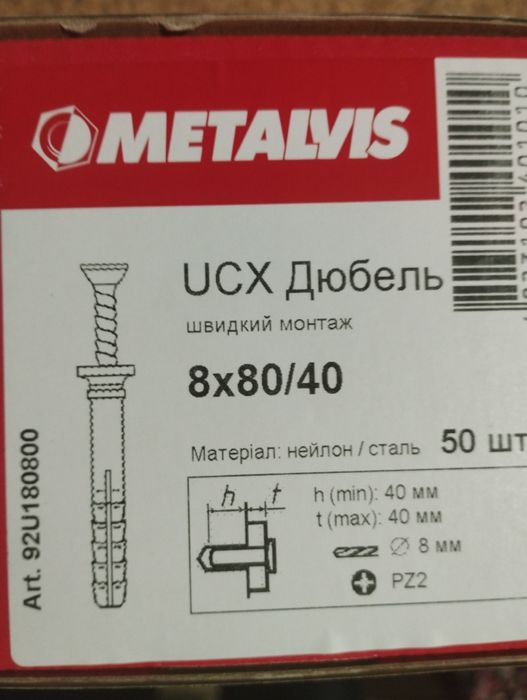 METALVIS
UCX Дюбель
швидкий монтаж
8x80/40
Матеріал: нейлон / сталь 50 шт
h t
h (min): 40 мм
t (max): 40 мм
∅ 8 мм
PZ2
Art. 92U180800